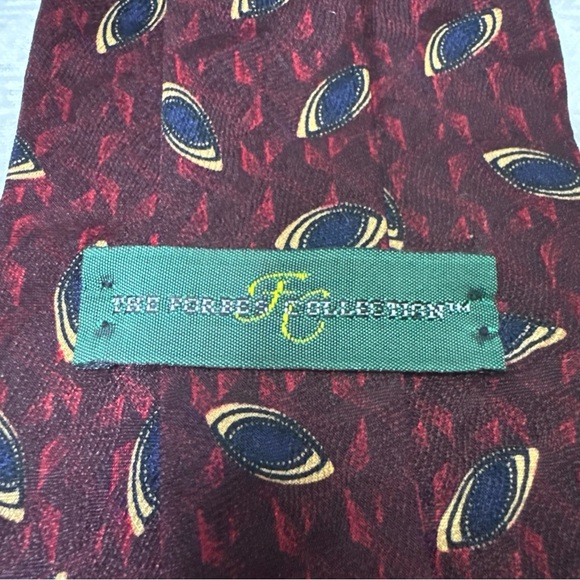 THE FORBES COLLECTION™
FC